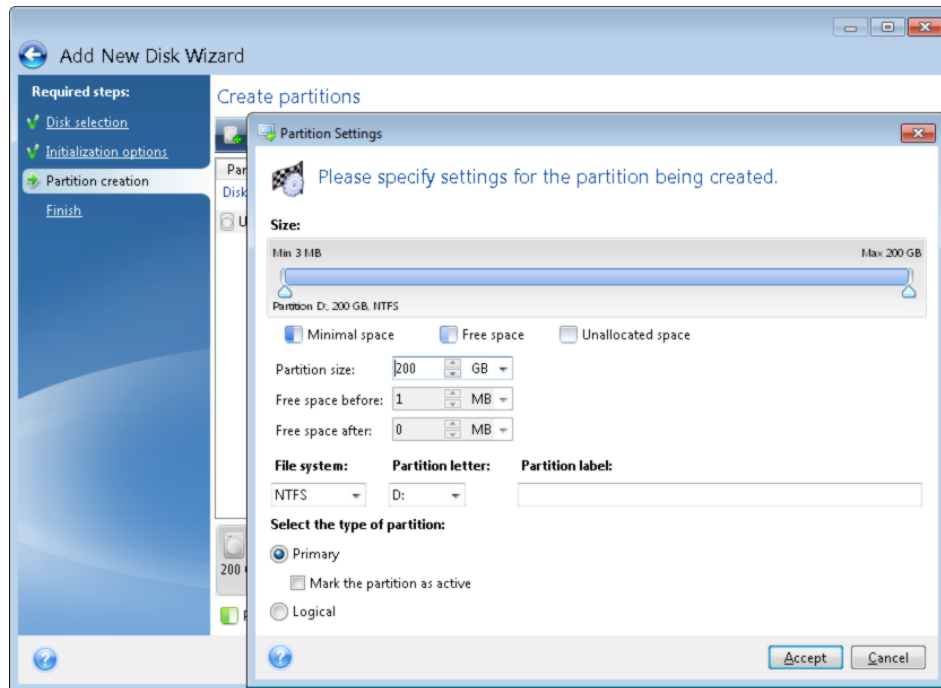 Add New Disk Wizard
Required steps:
Disk selection
Initialization options
Partition creation
Finish
Create partitions
Par
Disk
U
200
Partition Settings
Please specify settings for the partition being created.
Size:
Min 3 MB Max 200 GB
Partition D:, 200 GB, NTFS
Minimal space Free space Unallocated space
Partition size: 200 GB
Free space before: 1 MB
Free space after: 0 MB
File system: Partition letter: Partition label:
NTFS D:
Select the type of partition:
Primary
Mark the partition as active
Logical
Accept Cancel